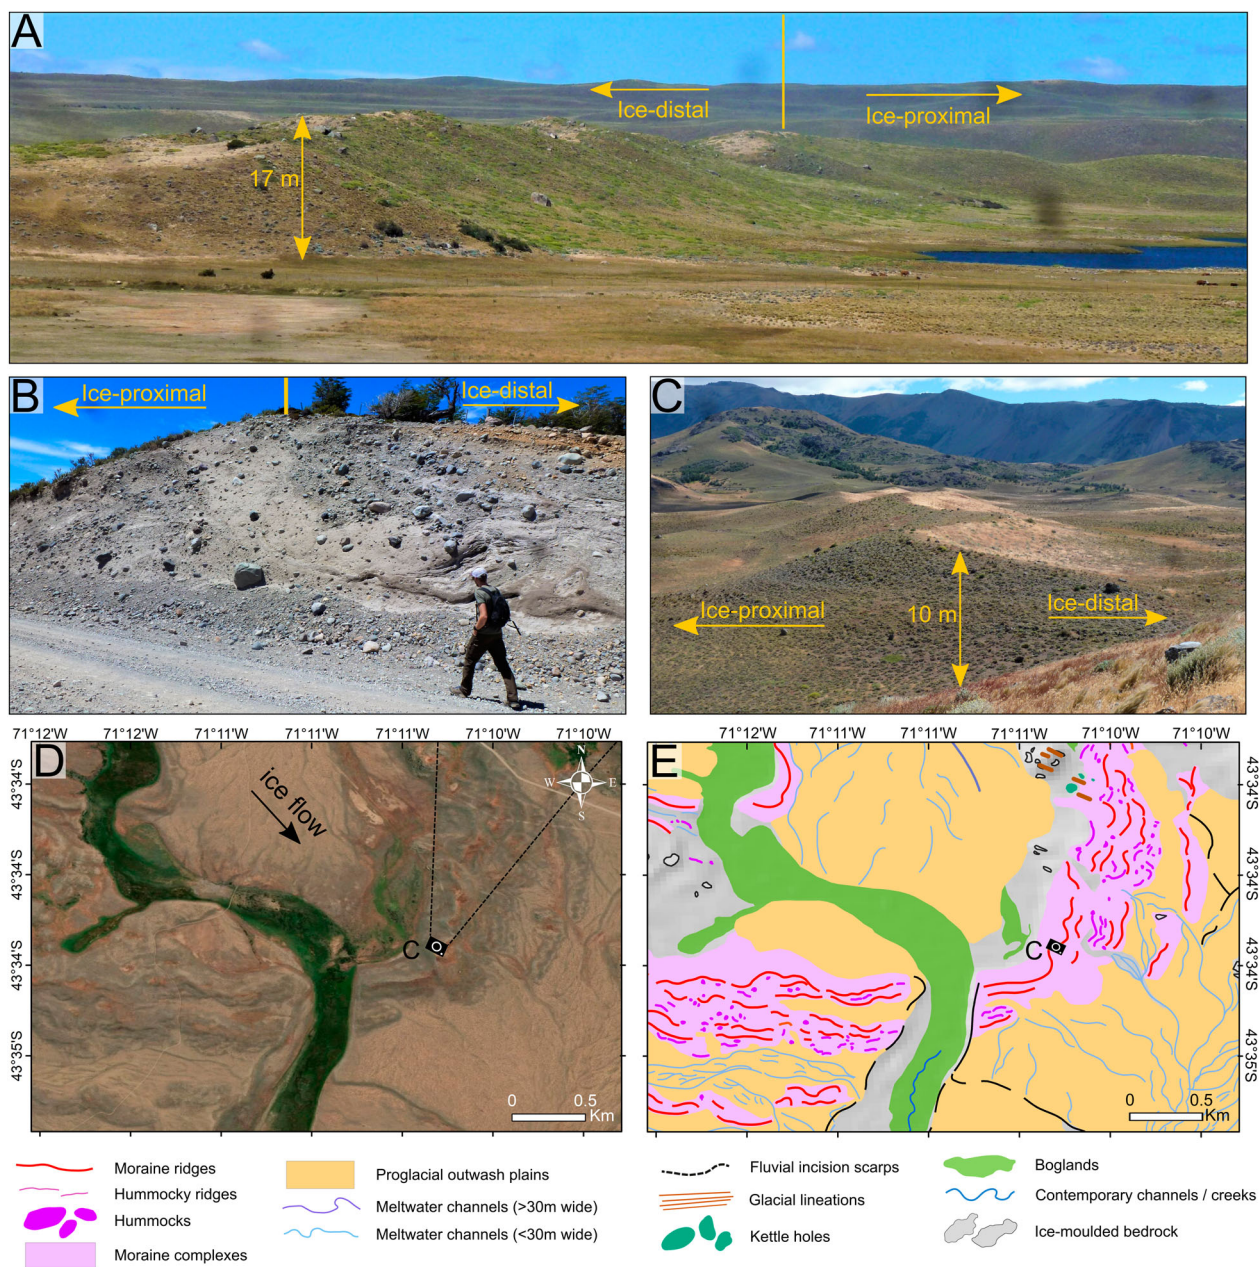 A
Ice-distal
Ice-proximal
17 m
B
Ice-proximal
Ice-distal
C
Ice-proximal
10 m
Ice-distal
71°12'W 71°12'W 71°11'W 71°11'W 71°11'W 71°10'W 71°10'W
D
ice flow
N
W E
S
C
43°34'S
43°34'S
43°34'S
43°35'S
0 0.5
Km
71°12'W 71°11'W 71°11'W 71°11'W 71°10'W 71°10'W
E
C
43°34'S
43°34'S
43°34'S
43°35'S
0 0.5
Km
Moraine ridges
Hummocky ridges
Hummocks
Moraine complexes
Proglacial outwash plains
Meltwater channels (>30m wide)
Meltwater channels (<30m wide)
Fluvial incision scarps
Glacial lineations
Kettle holes
Boglands
Contemporary channels / creeks
Ice-moulded bedrock